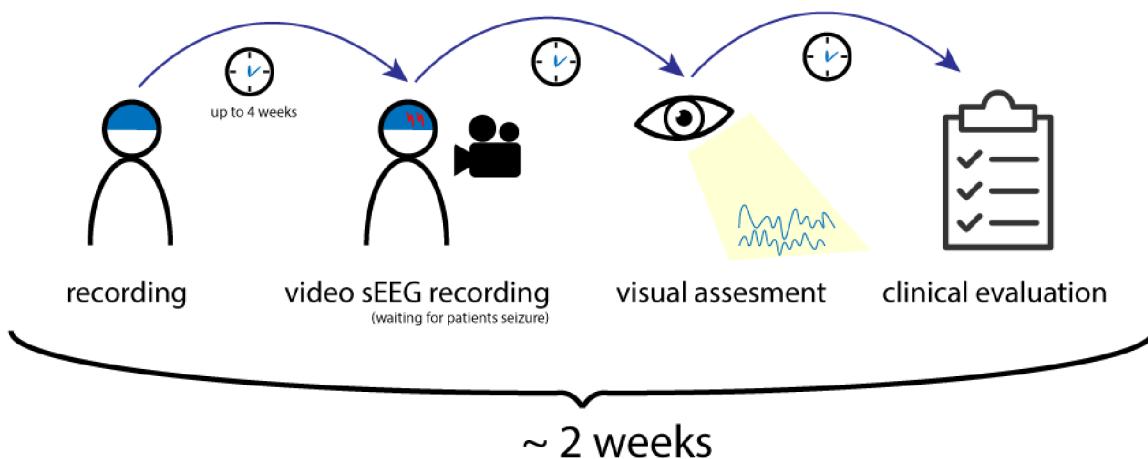 up to 4 weeks
recording
video sEEG recording
(waiting for patients seizure)
visual assesment
clinical evaluation
~ 2 weeks